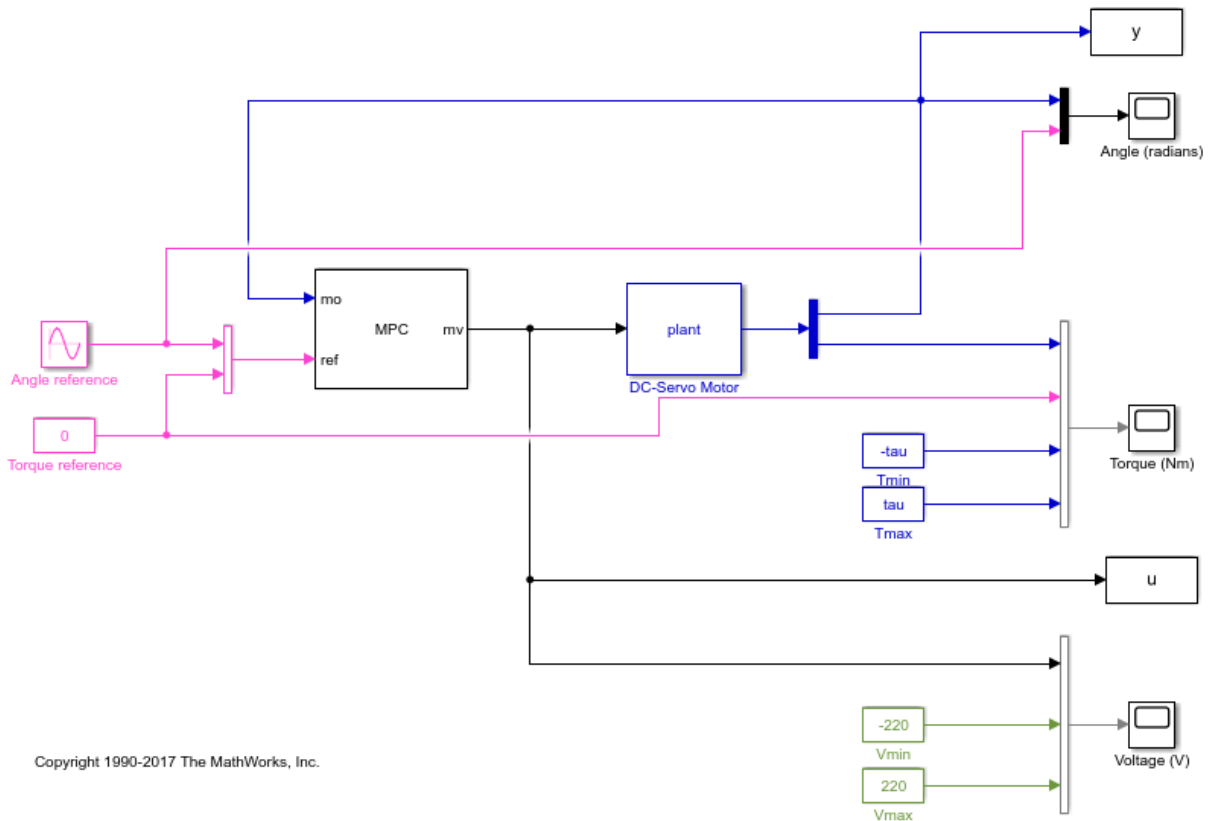 y
Angle (radians)
mo
MPC
mv
ref
plant
DC-Servo Motor
Angle reference
0
Torque reference
-tau
Tmin
tau
Tmax
Torque (Nm)
u
-220
Vmin
220
Vmax
Voltage (V)
Copyright 1990-2017 The MathWorks, Inc.